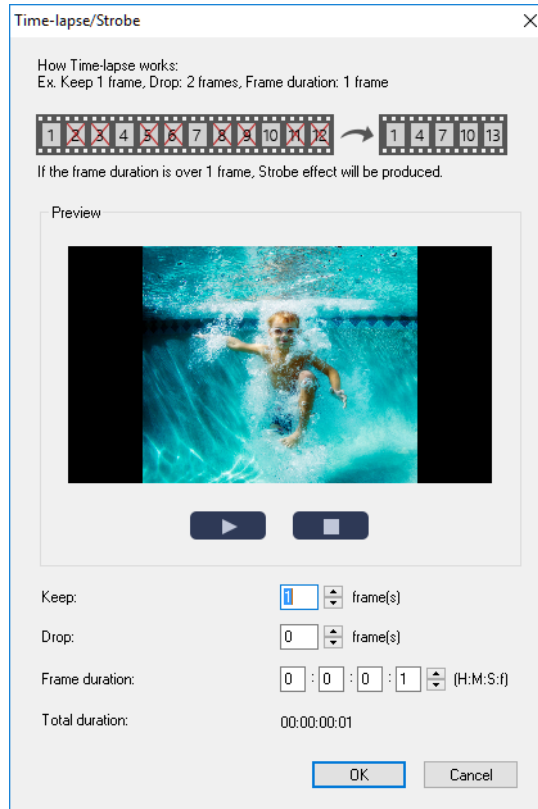 Time-lapse/Strobe
How Time-lapse works:
Ex. Keep 1 frame, Drop: 2 frames, Frame duration: 1 frame
1 2 3 4 5 6 7 8 9 10 11 12 1 4 7 10 13
If the frame duration is over 1 frame, Strobe effect will be produced.
Preview
Keep: 1 frame(s)
Drop: 0 frame(s)
Frame duration: 0 : 0 : 0 : 1 (H:M:S:f)
Total duration: 00:00:00:01
OK Cancel